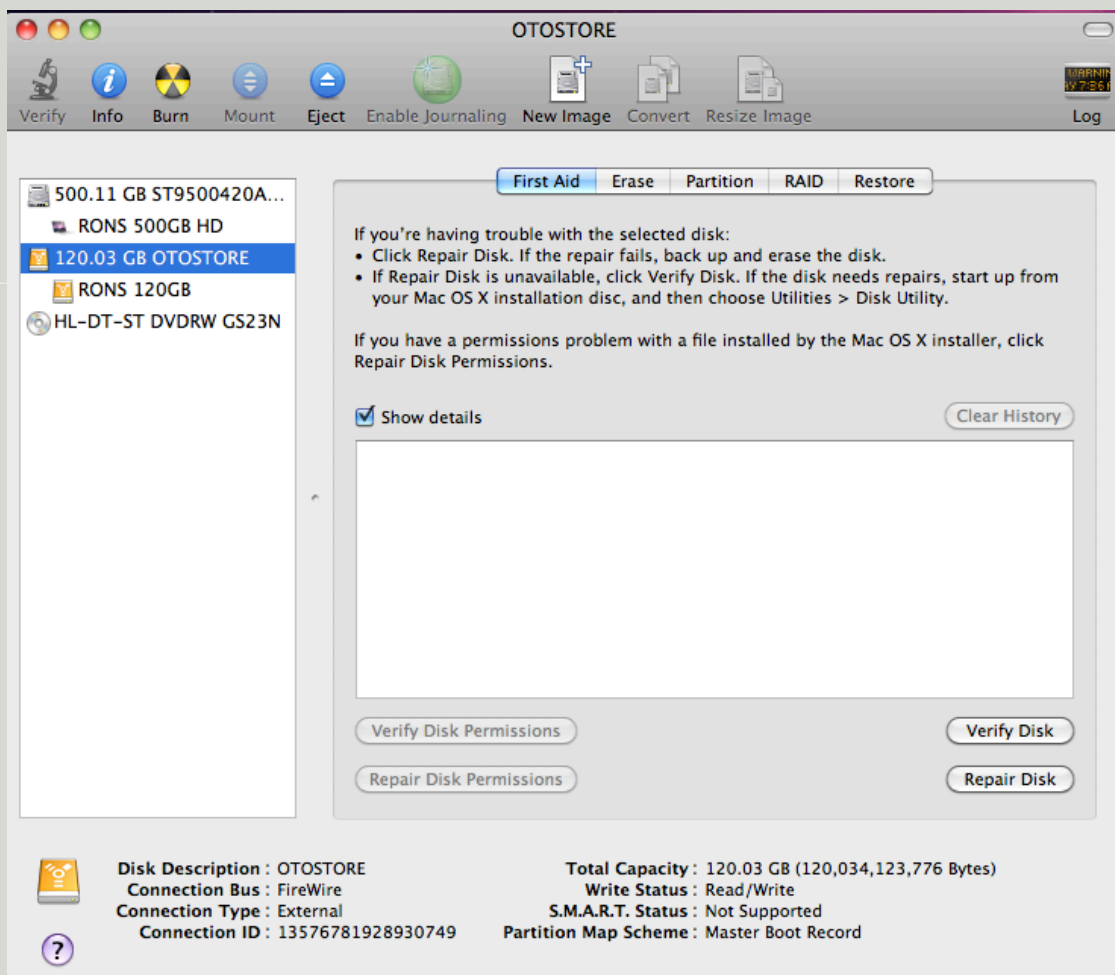 OTOSTORE
Verify Info Burn Mount Eject Enable Journaling New Image Convert Resize Image Log
500.11 GB ST9500420A...
RONS 500GB HD
120.03 GB OTOSTORE
RONS 120GB
HL-DT-ST DVDRW GS23N
First Aid Erase Partition RAID Restore
If you're having trouble with the selected disk:
• Click Repair Disk. If the repair fails, back up and erase the disk.
• If Repair Disk is unavailable, click Verify Disk. If the disk needs repairs, start up from
your Mac OS X installation disc, and then choose Utilities > Disk Utility.
If you have a permissions problem with a file installed by the Mac OS X installer, click
Repair Disk Permissions.
Show details Clear History
Verify Disk Permissions Verify Disk
Repair Disk Permissions Repair Disk
Disk Description : OTOSTORE Total Capacity : 120.03 GB (120,034,123,776 Bytes)
Connection Bus : FireWire Write Status : Read/Write
Connection Type : External S.M.A.R.T. Status : Not Supported
Connection ID : 13576781928930749 Partition Map Scheme : Master Boot Record
?